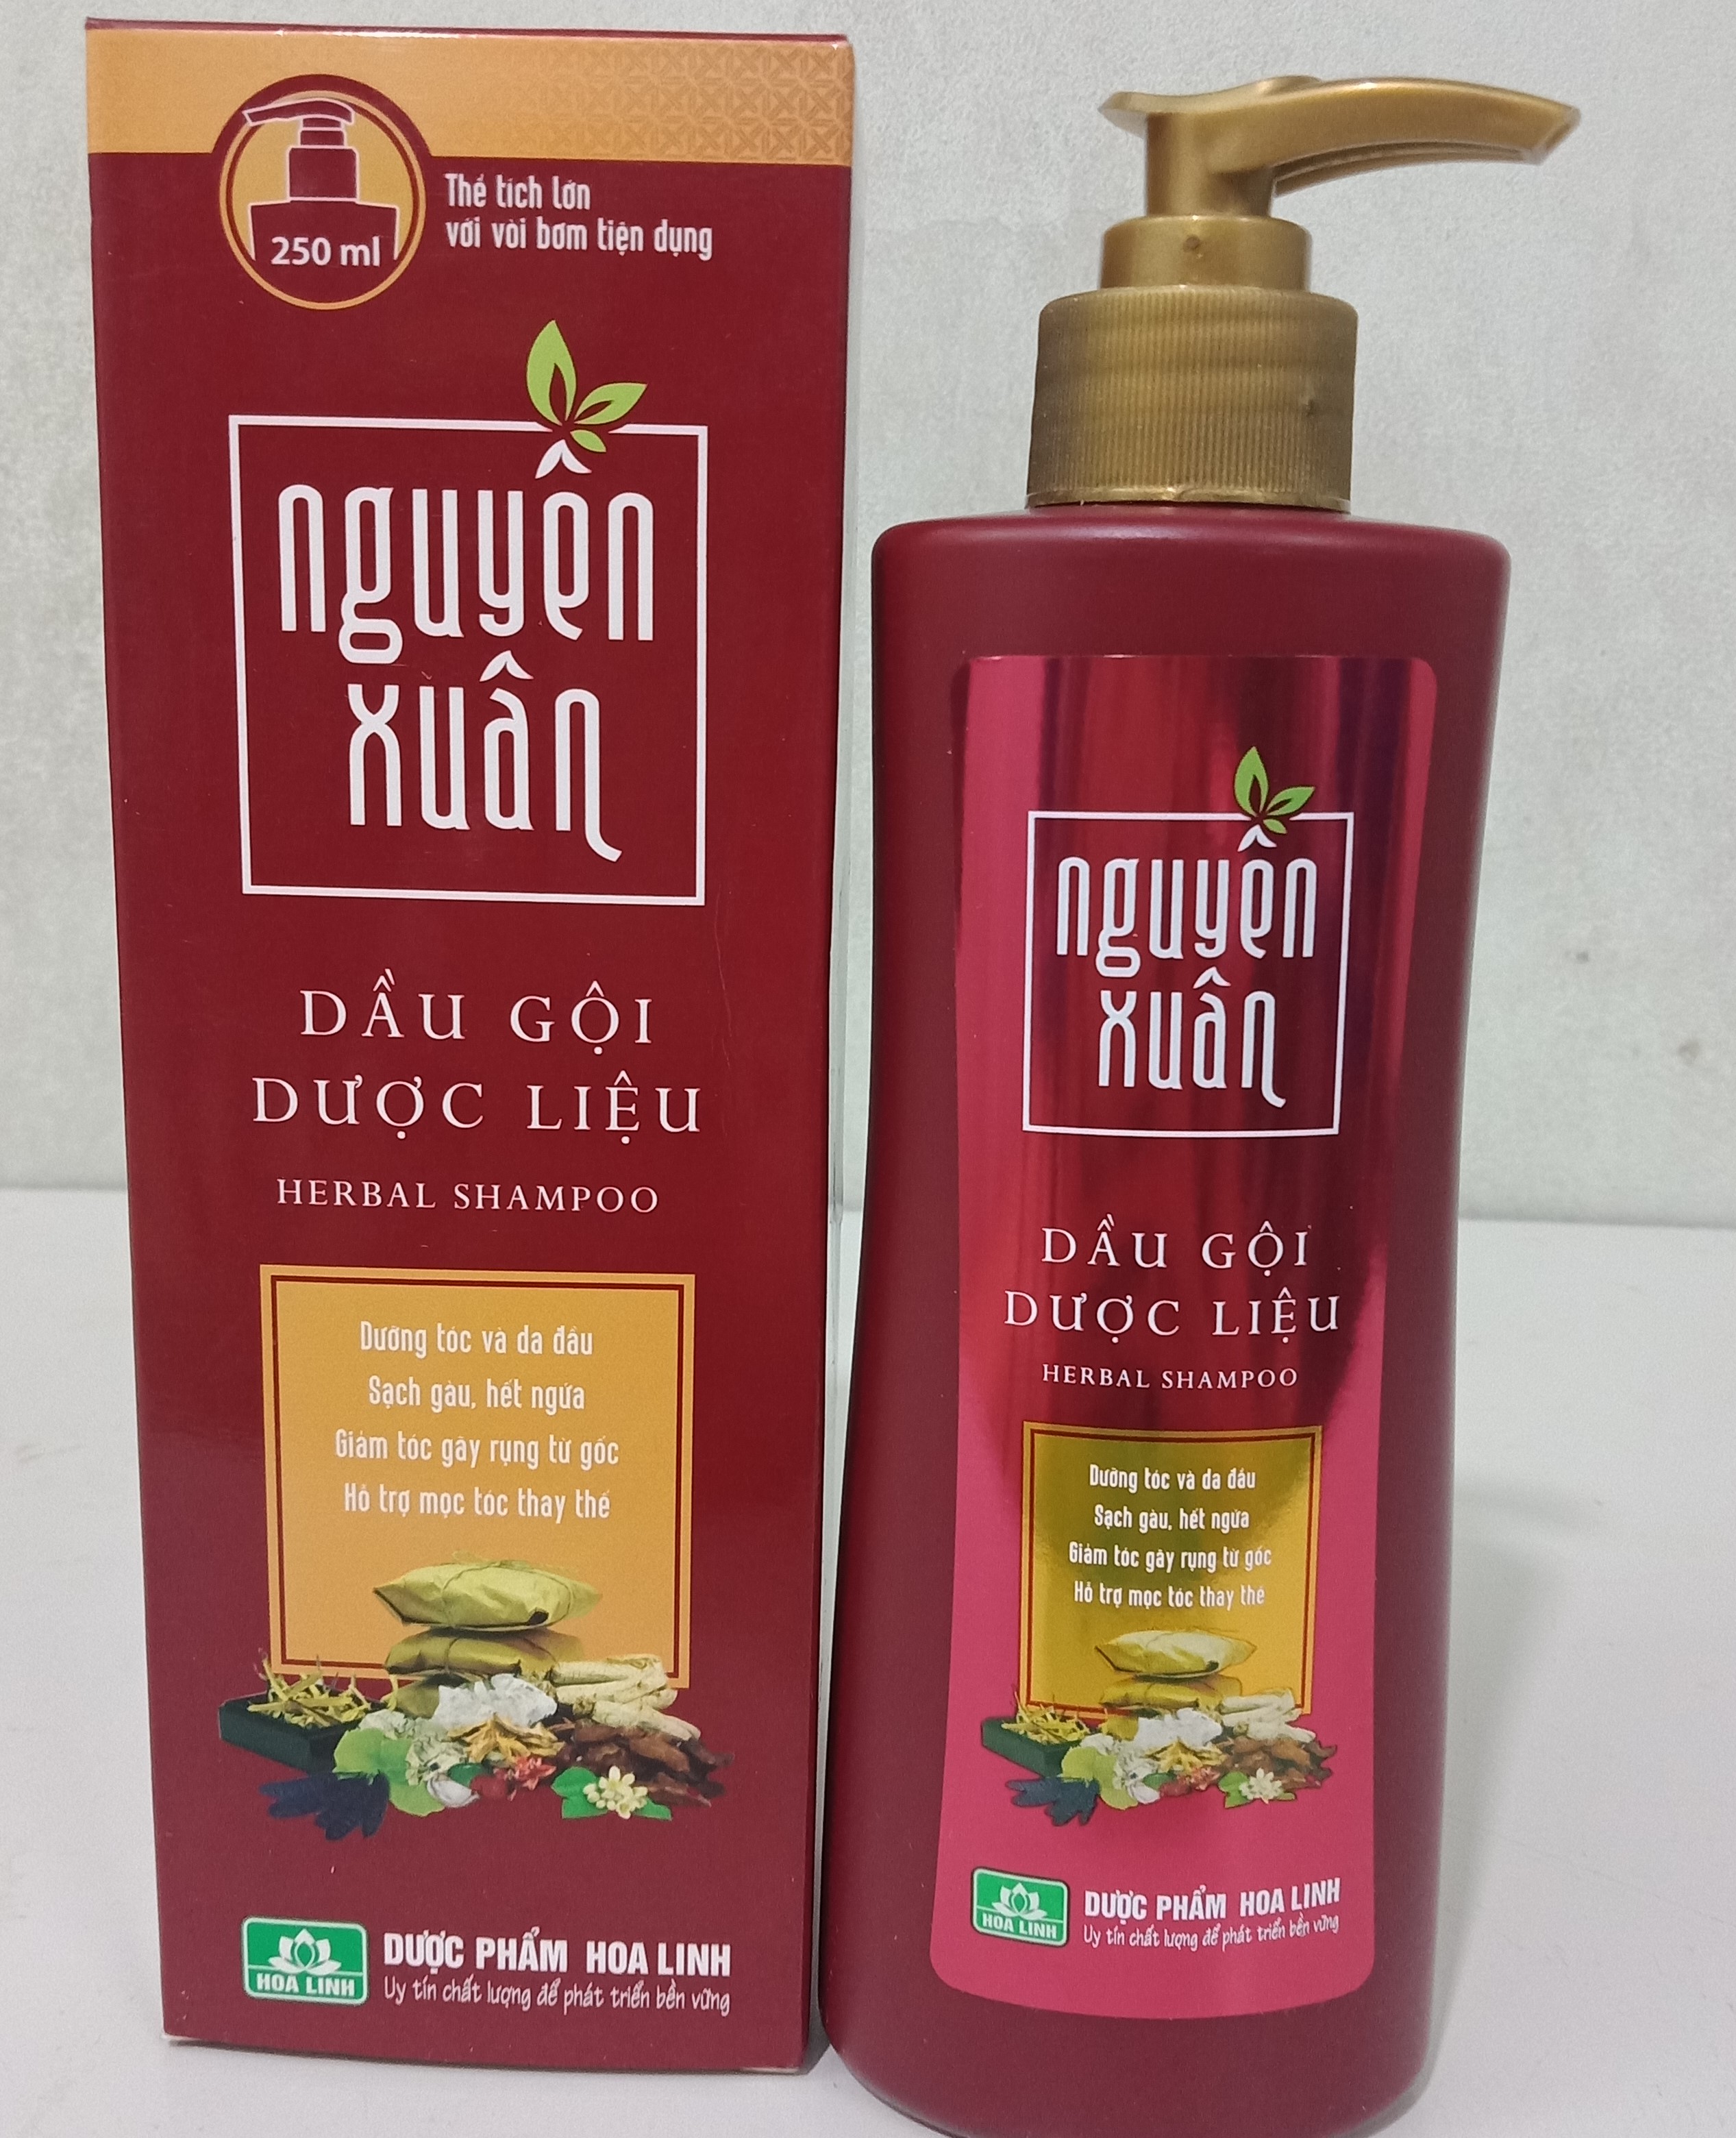 250 ml
Thể tích lớn
với vòi bơm tiện dụng
nguyên
xuân
DẦU GỘI
DƯỢC LIỆU
HERBAL SHAMPOO
Dưỡng tóc và da đầu
Sạch gàu, hết ngứa
Giảm tóc gãy rụng từ gốc
Hỗ trợ mọc tóc thay thế
HOA LINH
DƯỢC PHẨM HOA LINH
Uy tín chất lượng để phát triển bền vững
nguyên
xuân
DẦU GỘI
DƯỢC LIỆU
HERBAL SHAMPOO
Dưỡng tóc và da đầu
Sạch gàu, hết ngứa
Giảm tóc gãy rụng từ gốc
Hỗ trợ mọc tóc thay thế
HOA LINH
DƯỢC PHẨM HOA LINH
Uy tín chất lượng để phát triển bền vững